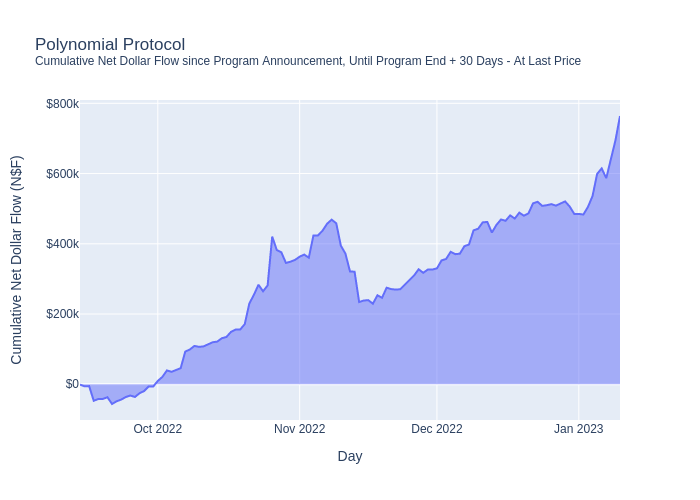 Polynomial Protocol
Cumulative Net Dollar Flow since Program Announcement, Until Program End + 30 Days - At Last Price
$800k
$600k
$400k
$200k
$0
Cumulative Net Dollar Flow (N$F)
Oct 2022
Nov 2022
Dec 2022
Jan 2023
Day